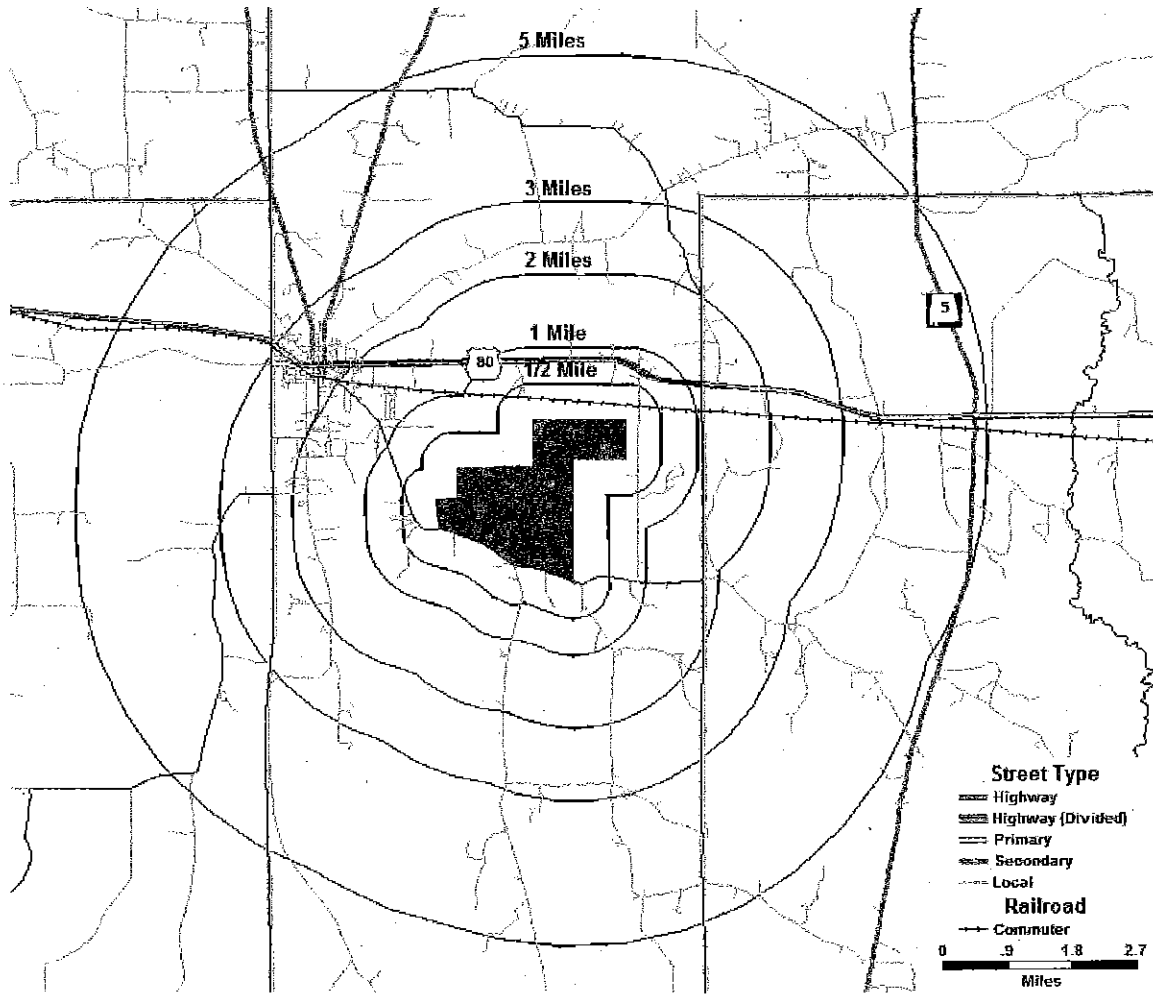 5 Miles
3 Miles
2 Miles
1 Mile
80
1/2 Mile
5
Street Type
Highway
Highway (Divided)
Primary
Secondary
Local
Railroad
Commuter
0 .9 1.8 2.7
Miles